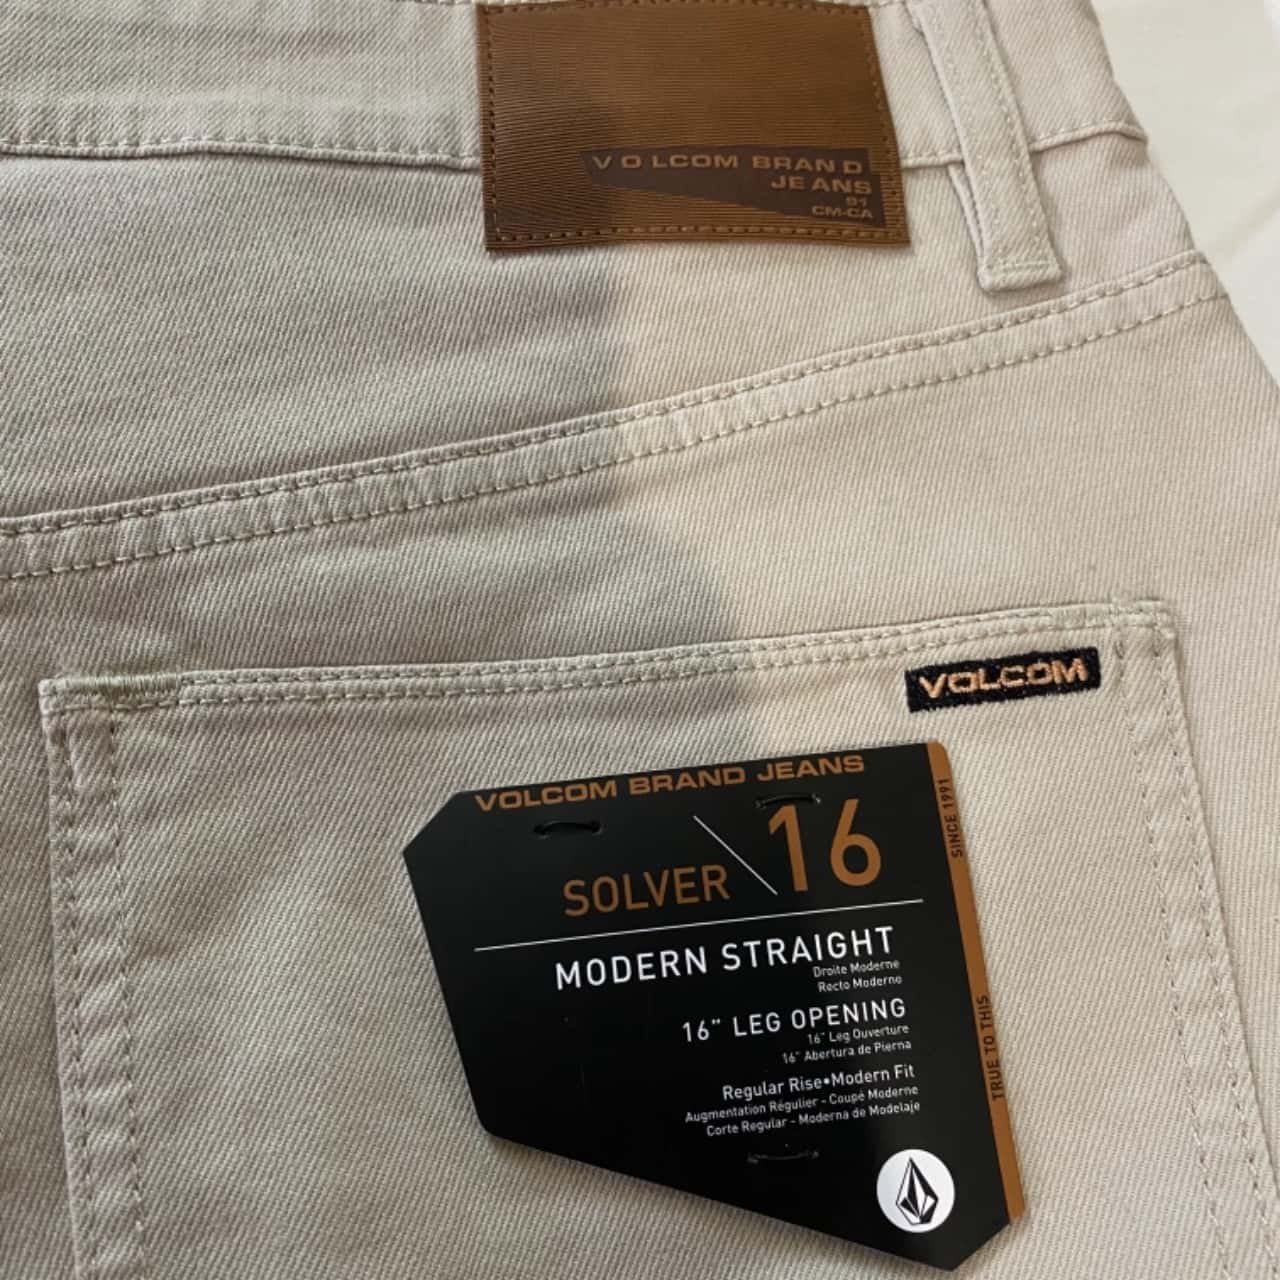 VOLCOM BRAND
JEANS
91
CM-CA
VOLCOM
VOLCOM BRAND JEANS
SOLVER 16
MODERN STRAIGHT
Droite Moderne
Recto Moderno
16" LEG OPENING
16" Leg Ouverture
16" Abertura de Pierna
Regular Rise•Modern Fit
Augmentation Régulier - Coupé Moderne
Corte Regular - Moderna de Modelaje
SINCE 1991
TRUE TO THIS